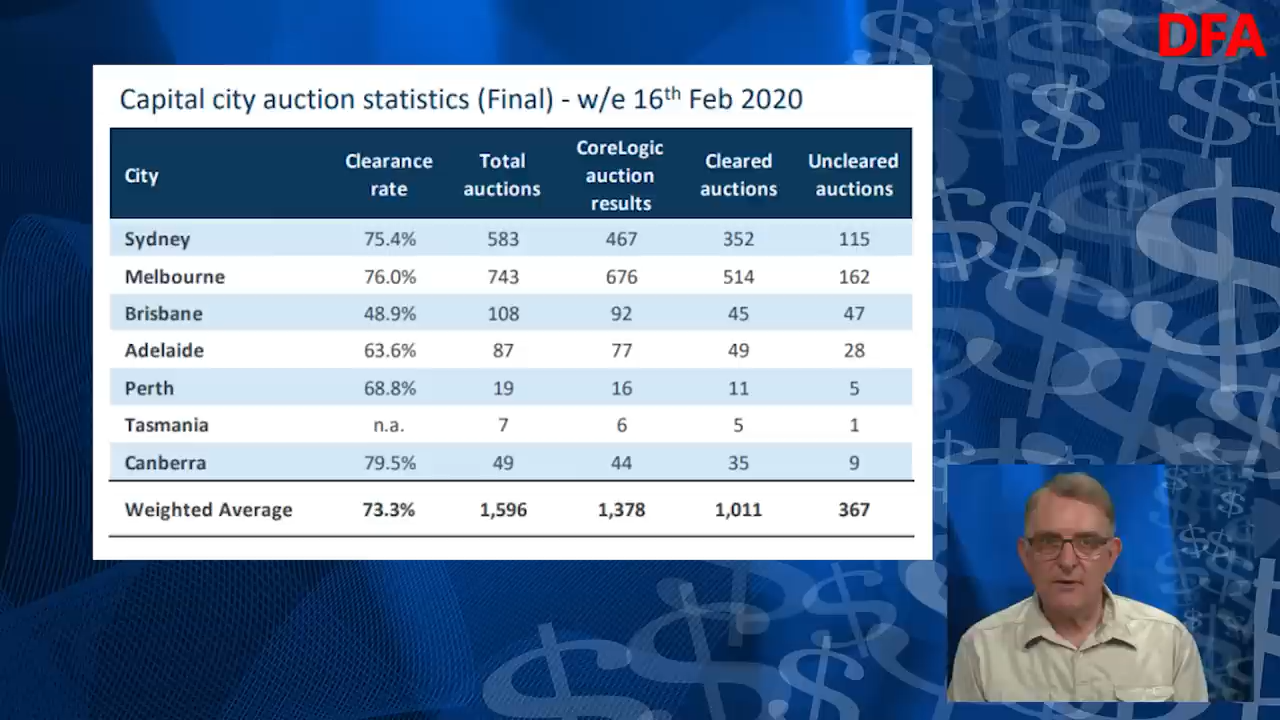 DFA
Capital city auction statistics (Final) - w/e 16th Feb 2020
City Clearance rate Total auctions CoreLogic auction results Cleared auctions Uncleared auctions
Sydney 75.4% 583 467 352 115
Melbourne 76.0% 743 676 514 162
Brisbane 48.9% 108 92 45 47
Adelaide 63.6% 87 77 49 28
Perth 68.8% 19 16 11 5
Tasmania n.a. 7 6 5 1
Canberra 79.5% 49 44 35 9
Weighted Average 73.3% 1,596 1,378 1,011 367